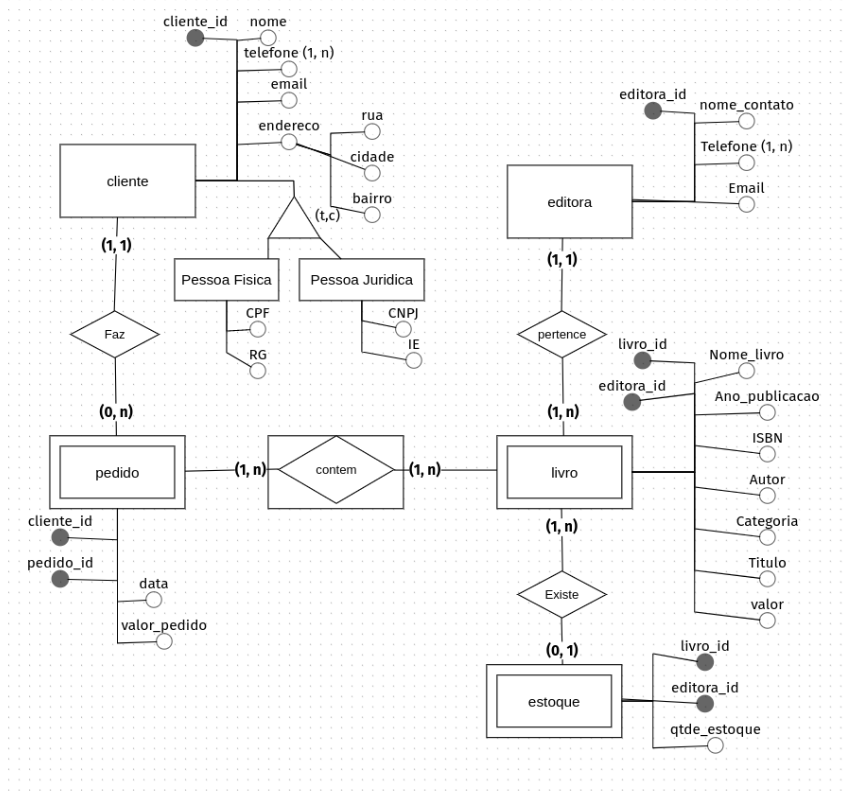 cliente_id
nome
telefone (1, n)
email
endereco
rua
cidade
bairro
cliente
(t,c)
Pessoa Fisica
Pessoa Juridica
CPF
RG
CNPJ
IE
(1, 1)
Faz
(0, n)
pedido
cliente_id
pedido_id
data
valor_pedido
(1, n)
contem
(1, n)
editora_id
nome_contato
Telefone (1, n)
Email
editora
(1, 1)
pertence
(1, n)
livro
livro_id
editora_id
Nome_livro
Ano_publicacao
ISBN
Autor
Categoria
Titulo
valor
(1, n)
Existe
(0, 1)
estoque
livro_id
editora_id
qtde_estoque